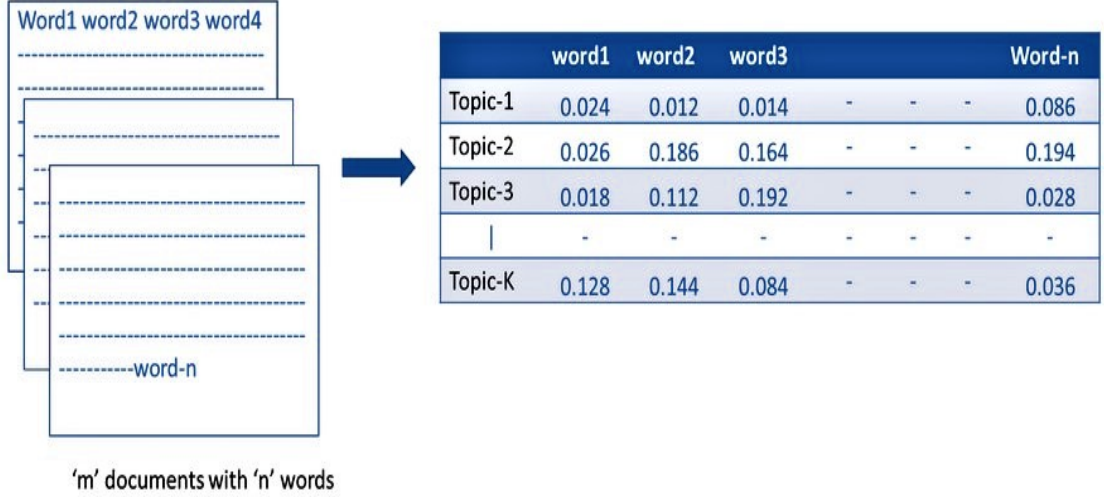 Word1 word2 word3 word4
-----------word-n
'm' documents with 'n' words
word1 word2 word3 Word-n
Topic-1 0.024 0.012 0.014 - - - 0.086
Topic-2 0.026 0.186 0.164 - - - 0.194
Topic-3 0.018 0.112 0.192 - - - 0.028
| - - - - - - -
Topic-K 0.128 0.144 0.084 - - - 0.036